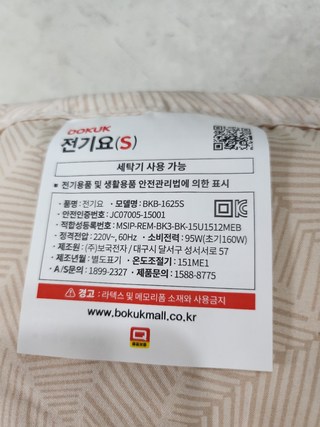 BOKUK
전기요(S)
세탁기 사용 가능
• 전기용품 및 생활용품 안전관리법에 의한 표시
· 품명 : 전기요 · 모델명 : BKB-1625S
· 안전인증번호 : JC07005-15001
· 적합성등록번호 : MSIP-REM-BK3-BK-15U1512MEB
· 정격전압 : 220V~, 60Hz · 소비전력 : 95W(초기160W)
· 제조원 : (주)보국전자 / 대구시 달서구 성서서로 57
· 제조년월 : 별도표기 · 온도조절기 : 151ME1
· A/S문의 : 1899-2327 · 제품문의 : 1588-8775
경고 : 라텍스 및 메모리폼 소재와 사용금지
www.bokukmall.co.kr